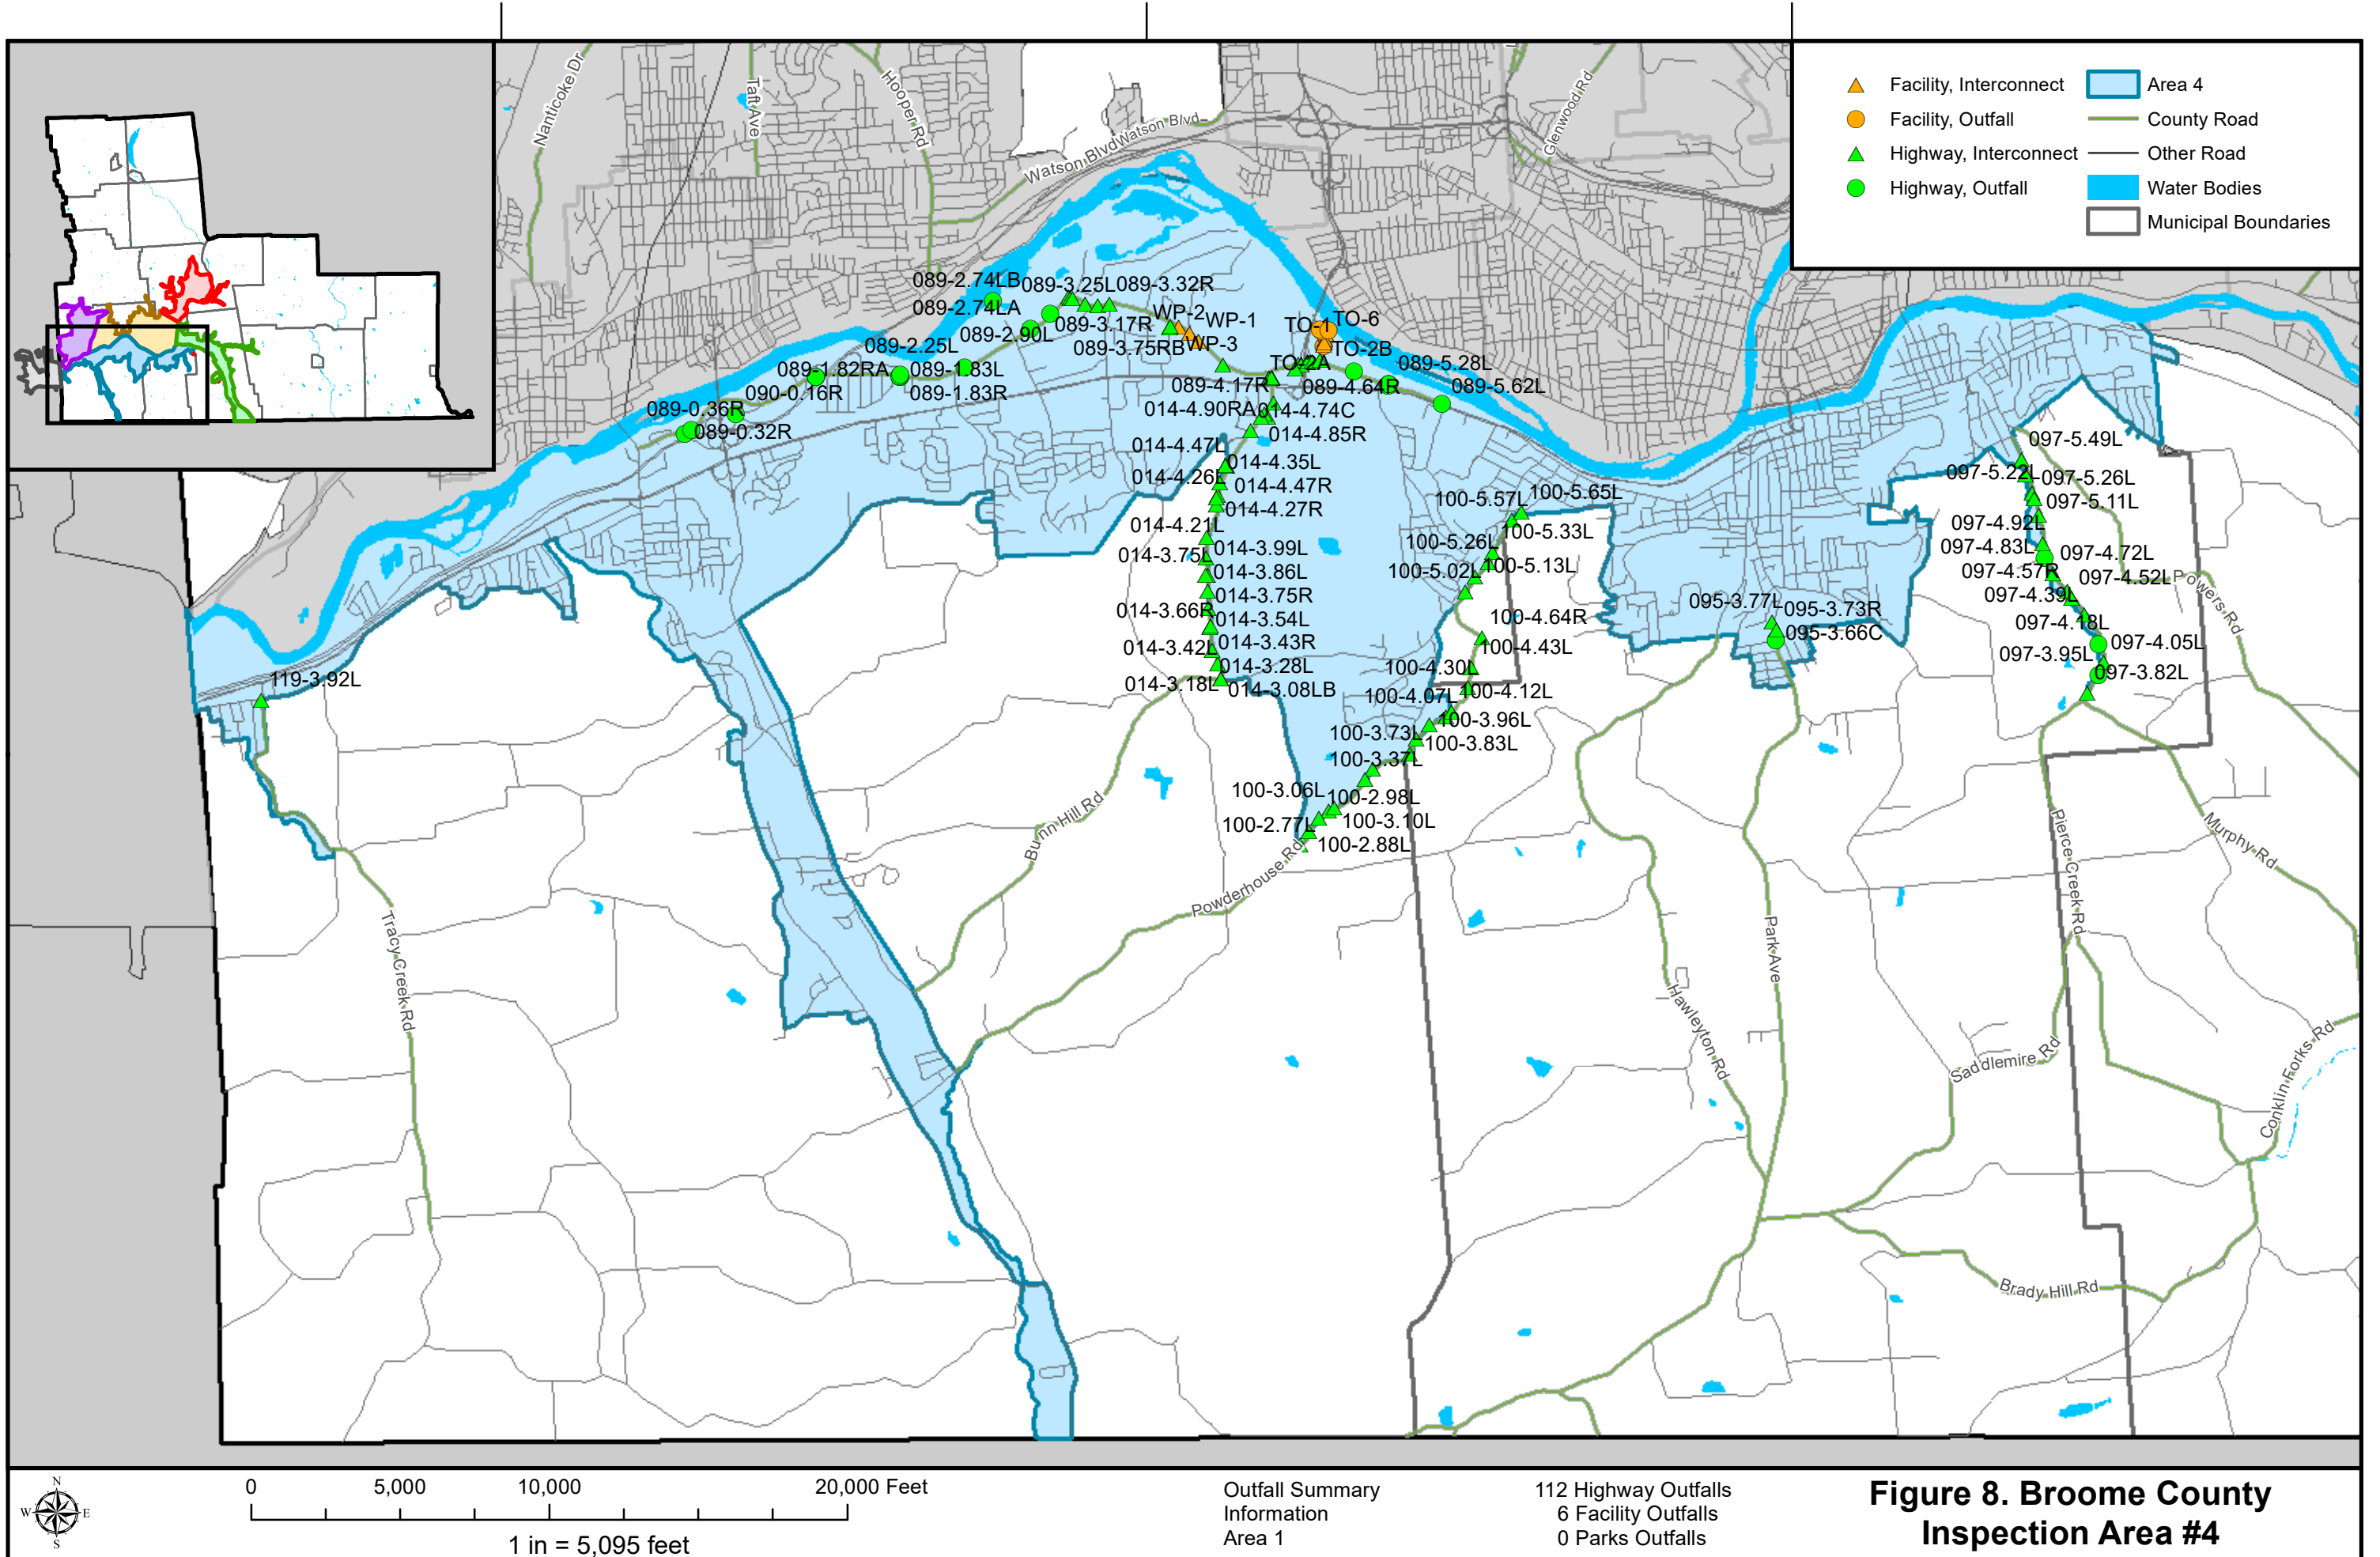 Facility, Interconnect
Facility, Outfall
Highway, Interconnect
Highway, Outfall
Area 4
County Road
Other Road
Water Bodies
Municipal Boundaries
Nanticoke Dr
Taft Ave
Hooper Rd
Watson Blvd
Watson Blvd
Glenwood Rd
089-2.74LB
089-3.25L
089-3.32R
089-2.74LA
089-3.17R
WP-2
WP-1
089-2.90L
089-3.75RB
WP-3
TO-1
TO-6
TO-2B
TO-2A
089-2.25L
089-1.82RA
089-1.83L
089-1.83R
090-0.16R
089-0.36R
089-0.32R
089-5.28L
089-4.17R
089-4.64R
089-5.62L
014-4.90RA
014-4.74C
014-4.85R
014-4.47L
014-4.35L
014-4.26L
014-4.47R
014-4.27R
014-4.21L
014-3.99L
014-3.75L
014-3.86L
014-3.75R
014-3.66R
014-3.54L
014-3.42L
014-3.43R
014-3.28L
014-3.18L
014-3.08LB
100-5.57L
100-5.65L
100-5.33L
100-5.26L
100-5.13L
100-5.02L
100-4.64R
100-4.43L
100-4.30L
100-4.12L
100-4.07L
100-3.96L
100-3.73L
100-3.83L
100-3.37L
100-3.06L
100-2.98L
100-3.10L
100-2.77L
100-2.88L
095-3.77L
095-3.73R
095-3.66C
097-5.49L
097-5.22L
097-5.26L
097-5.11L
097-4.92L
097-4.83L
097-4.72L
097-4.57R
097-4.52L
097-4.39L
097-4.18L
097-4.05L
097-3.95L
097-3.82L
119-3.92L
Powers Rd
Bunn Hill Rd
Powderhouse Rd
Tracy Creek Rd
Hawleyton Rd
Park Ave
Pierce Creek Rd
Murphy Rd
Saddlemire Rd
Conklin Forks Rd
Brady Hill Rd
N
W
E
S
0
5,000
10,000
20,000 Feet
1 in = 5,095 feet
Outfall Summary
Information
Area 1
112 Highway Outfalls
6 Facility Outfalls
0 Parks Outfalls
Figure 8. Broome County
Inspection Area #4